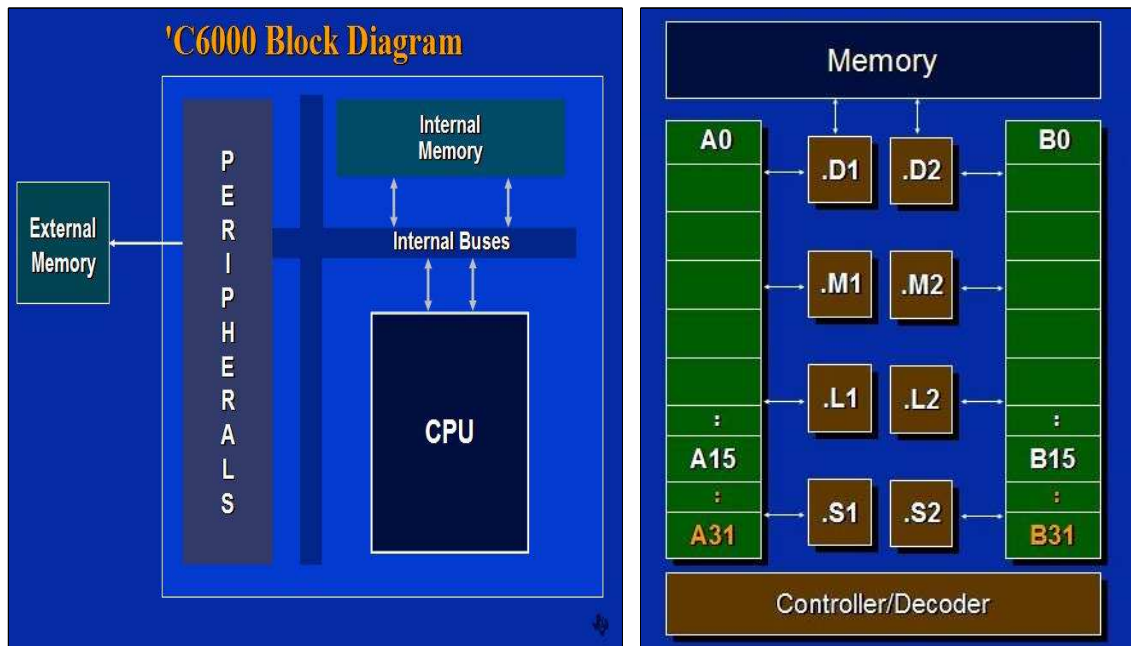 'C6000 Block Diagram
P
E
R
I
P
H
E
R
A
L
S
Internal
Memory
External
Memory
Internal Buses
CPU
Memory
A0
.D1
.D2
B0
.M1
.M2
.L1
.L2
:
:
A15
B15
:
:
.S1
.S2
A31
B31
Controller/Decoder